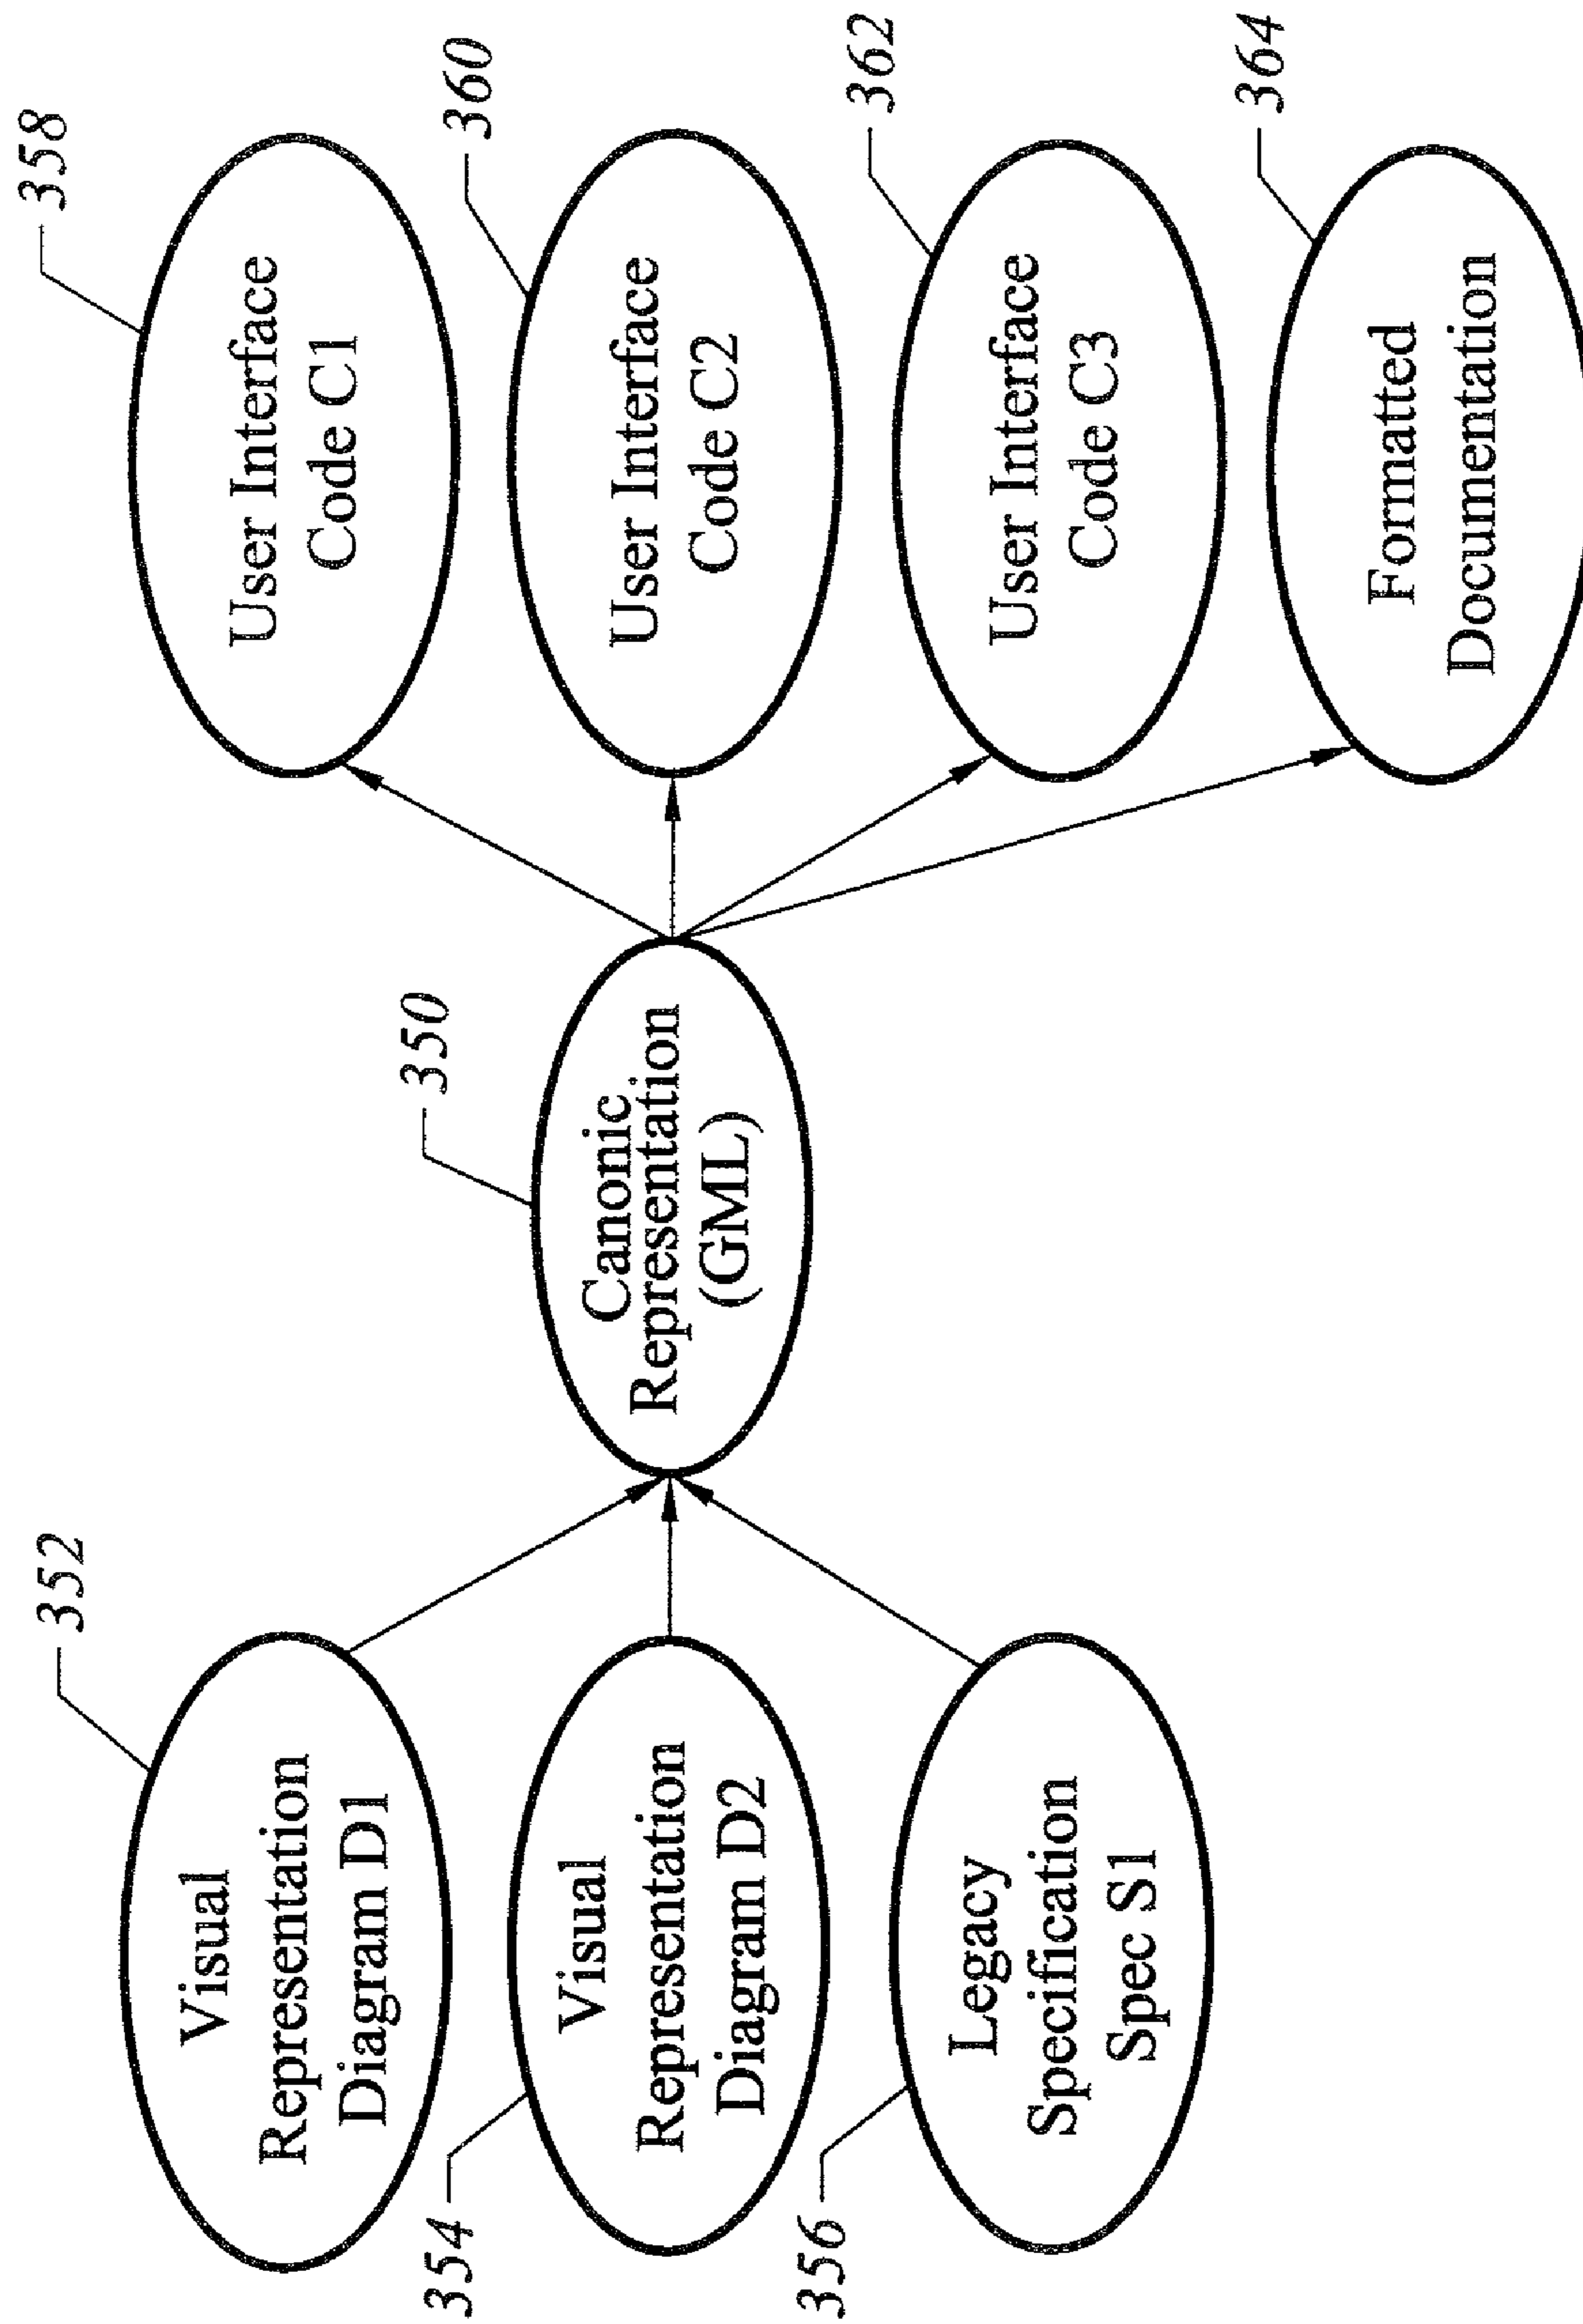 352
Visual
Representation
Diagram D1
354
Visual
Representation
Diagram D2
356
Legacy
Specification
Spec S1
350
Canonic
Representation
(GML)
358
User Interface
Code C1
360
User Interface
Code C2
362
User Interface
Code C3
364
Formatted
Documentation